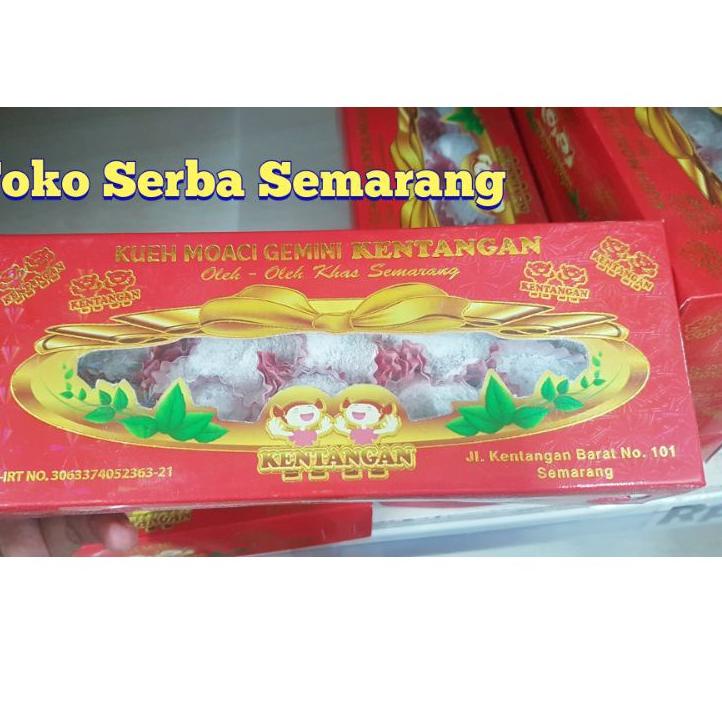 Toko Serba Semarang
KUEH MOACI GEMINI KENTANGAN
Oleh - Oleh Khas Semarang
KENTANGAN
KENTANGAN
KENTANGAN
KENTANGAN
KENTANGAN
-IRT NO. 3063374052363-21
Jl. Kentangan Barat No. 101
Semarang